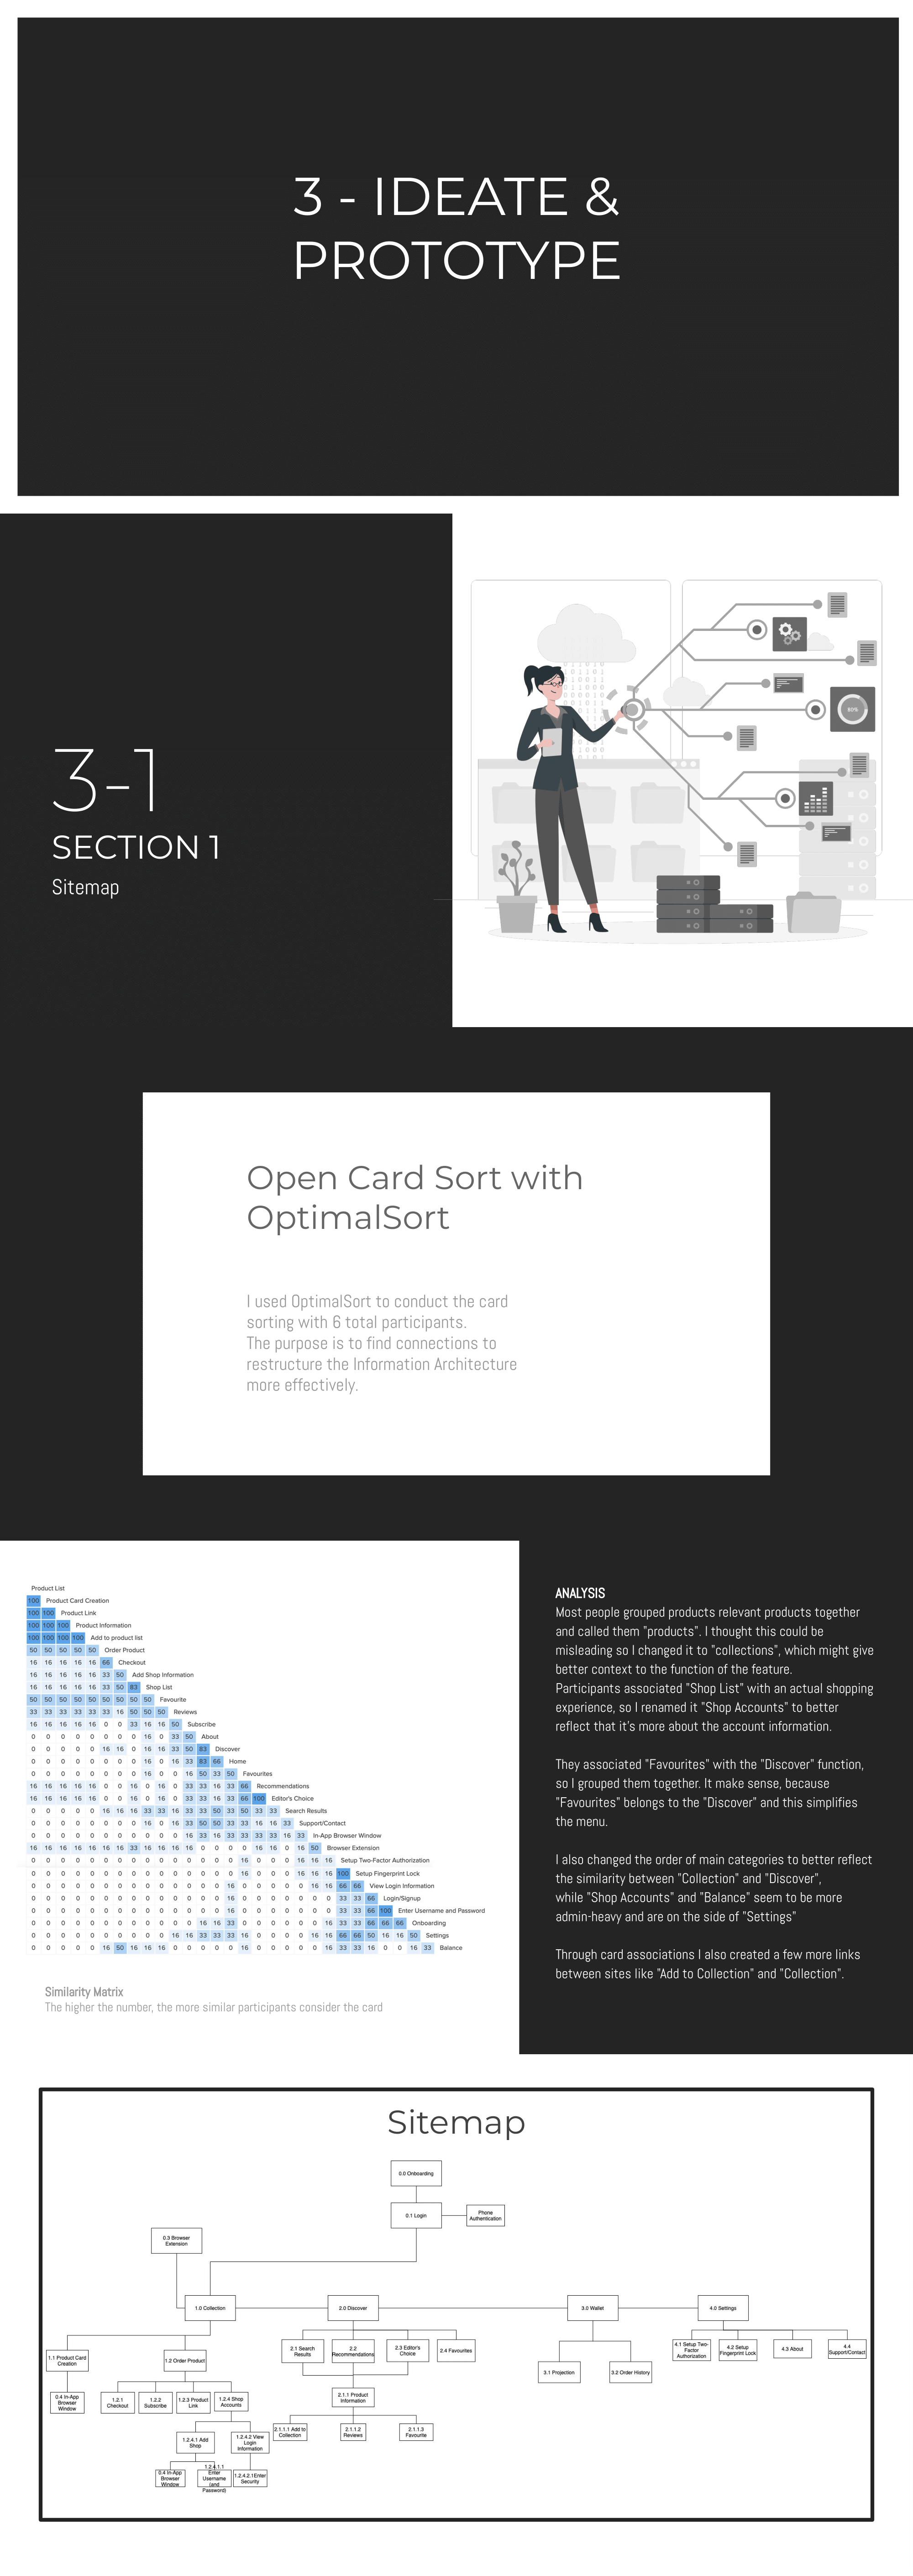 3 - IDEATE &
PROTOTYPE
3-1
SECTION 1
Sitemap
80%
Open Card Sort with
OptimalSort
I used OptimalSort to conduct the card
sorting with 6 total participants.
The purpose is to find connections to
restructure the Information Architecture
more effectively.
Product List
100 Product Card Creation
100 100 Product Link
100 100 100 Product Information
100 100 100 100 Add to product list
50 50 50 50 50 Order Product
16 16 16 16 16 66 Checkout
16 16 16 16 16 33 50 Add Shop Information
16 16 16 16 16 33 50 83 Shop List
50 50 50 50 50 50 50 50 50 Favourite
33 33 33 33 33 33 16 50 50 50 Reviews
16 16 16 16 16 0 0 33 16 16 50 Subscribe
0 0 0 0 0 0 0 0 16 0 33 50 About
0 0 0 0 0 16 16 0 16 16 33 50 83 Discover
0 0 0 0 0 0 0 0 16 0 16 33 83 66 Home
0 0 0 0 0 0 0 0 16 0 0 16 50 33 50 Favourites
16 16 16 16 16 16 0 0 16 0 33 33 16 33 66 Recommendations
16 16 16 16 16 0 0 16 0 16 0 33 33 16 33 66 100 Editor's Choice
0 0 0 0 0 16 16 16 33 33 16 33 33 50 33 50 33 33 Search Results
0 0 0 0 0 0 0 0 0 16 0 33 50 50 33 33 16 16 33 Support/Contact
0 0 0 0 0 0 0 0 0 0 0 16 33 16 33 33 33 33 16 33 In-App Browser Window
16 16 16 16 16 16 16 33 16 16 16 16 0 0 0 0 16 16 0 16 50 Browser Extension
0 0 0 0 0 0 0 0 0 0 0 0 0 0 0 16 0 0 0 16 16 16 Setup Two-Factor Authorization
0 0 0 0 0 0 0 0 0 0 0 0 0 0 0 16 0 0 0 16 16 16 100 Setup Fingerprint Lock
0 0 0 0 0 0 0 0 0 0 0 0 0 0 16 0 0 0 0 0 16 16 66 66 View Login Information
0 0 0 0 0 0 0 0 0 0 0 0 0 0 16 0 0 0 0 0 0 0 33 33 66 Login/Signup
0 0 0 0 0 0 0 0 0 0 0 0 0 0 16 0 0 0 0 0 0 0 33 33 66 100 Enter Username and Password
0 0 0 0 0 0 0 0 0 0 0 0 16 16 33 0 0 0 0 0 0 16 33 33 66 66 66 Onboarding
0 0 0 0 0 0 0 0 0 0 16 16 33 33 33 16 0 0 0 0 16 16 66 66 50 16 16 50 Settings
0 0 0 0 0 16 50 16 16 16 0 0 0 0 0 16 0 0 0 0 0 16 33 33 16 0 0 16 33 Balance
Similarity Matrix
The higher the number, the more similar participants consider the card
ANALYSIS
Most people grouped products relevant products together
and called them "products". I thought this could be
misleading so I changed it to "collections", which might give
better context to the function of the feature.
Participants associated "Shop List" with an actual shopping
experience, so I renamed it "Shop Accounts" to better
reflect that it's more about the account information.
They associated "Favourites" with the "Discover" function,
so I grouped them together. It make sense, because
"Favourites" belongs to the "Discover" and this simplifies
the menu.
I also changed the order of main categories to better reflect
the similarity between "Collection" and "Discover",
while "Shop Accounts" and "Balance" seem to be more
admin-heavy and are on the side of "Settings"
Through card associations I also created a few more links
between sites like "Add to Collection" and "Collection".
Sitemap
0.0 Onboarding
0.1 Login
Phone
Authentication
0.3 Browser
Extension
1.0 Collection
2.0 Discover
3.0 Wallet
4.0 Settings
1.1 Product Card
Creation
1.2 Order Product
2.1 Search
Results
2.2
Recommendations
2.3 Editor's
Choice
2.4 Favourites
3.1 Projection
3.2 Order History
4.1 Setup Two-
Factor
Authorization
4.2 Setup
Fingerprint Lock
4.3 About
4.4
Support/Contact
0.4 In-App
Browser
Window
1.2.1
Checkout
1.2.2
Subscribe
1.2.3 Product
Link
1.2.4 Shop
Accounts
2.1.1 Product
Information
1.2.4.1 Add
Shop
1.2.4.2 View
Login
Information
2.1.1.1 Add to
Collection
2.1.1.2
Reviews
2.1.1.3
Favourite
0.4 In-App
Browser
Window
1.2.4.1.1
Enter
Username
(and
Password)
1.2.4.2.1Enter
Security